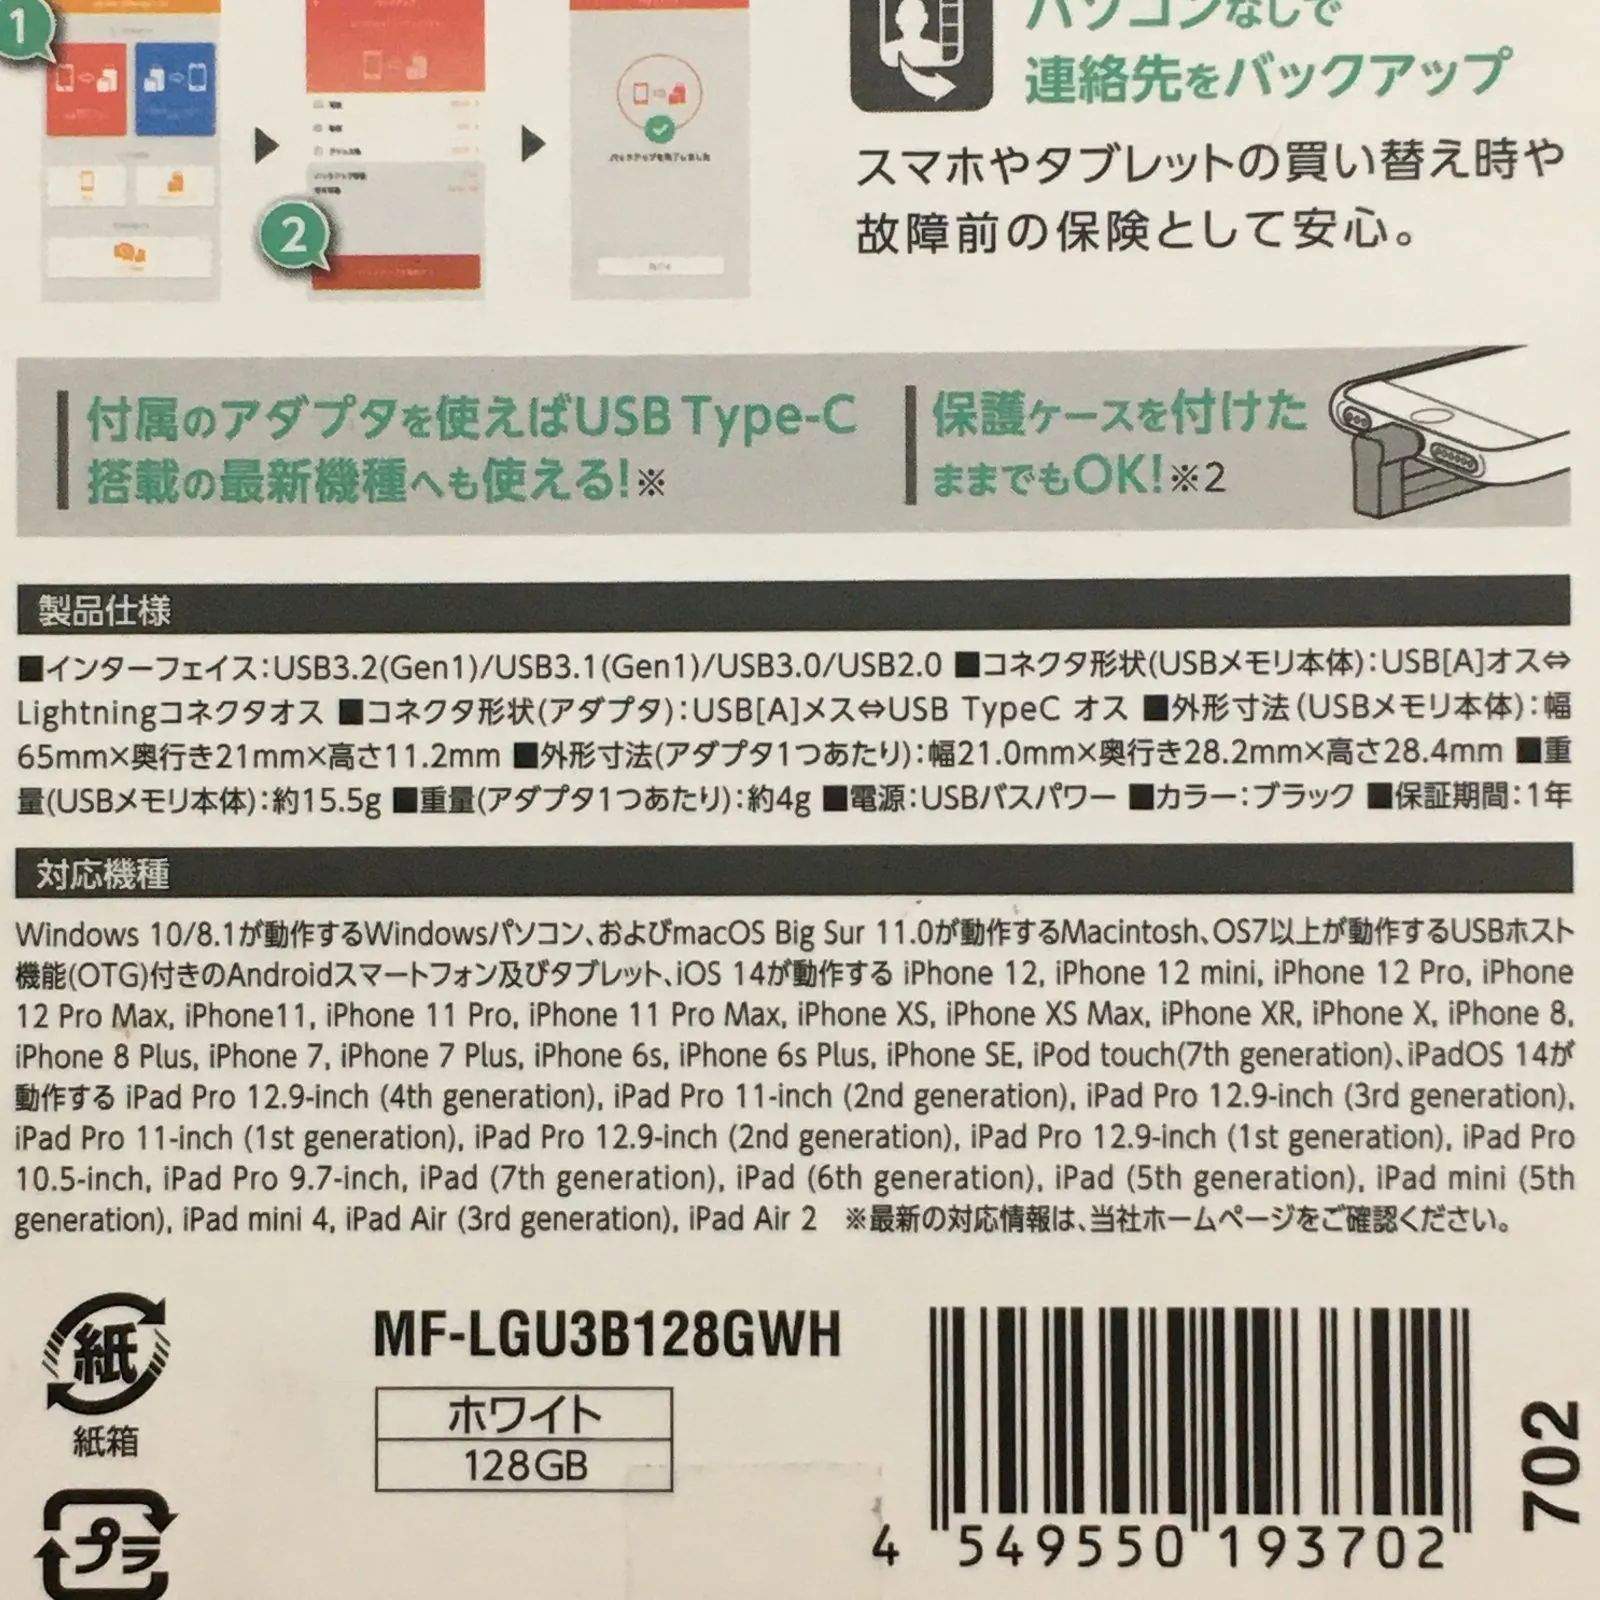 1
2
バックアップを完了しました
パソコンなしで
連絡先をバックアップ
スマホやタブレットの買い替え時や
故障前の保険として安心。
付属のアダプタを使えばUSB Type-C
搭載の最新機種へも使える!※
保護ケースを付けた
ままでもOK!※2
製品仕様
■インターフェイス:USB3.2(Gen1)/USB3.1(Gen1)/USB3.0/USB2.0 ■コネクタ形状(USBメモリ本体):USB[A]オス⇔
Lightningコネクタオス ■コネクタ形状(アダプタ):USB[A]メス⇔USB TypeC オス ■外形寸法(USBメモリ本体):幅
65mm×奥行き21mm×高さ11.2mm ■外形寸法(アダプタ1つあたり):幅21.0mm×奥行き28.2mm×高さ28.4mm ■重
量(USBメモリ本体):約15.5g ■重量(アダプタ1つあたり):約4g ■電源:USBバスパワー ■カラー:ブラック ■保証期間:1年
対応機種
Windows 10/8.1が動作するWindowsパソコン、およびmacOS Big Sur 11.0が動作するMacintosh、OS7以上が動作するUSBホスト
機能(OTG)付きのAndroidスマートフォン及びタブレット、iOS 14が動作する iPhone 12, iPhone 12 mini, iPhone 12 Pro, iPhone
12 Pro Max, iPhone11, iPhone 11 Pro, iPhone 11 Pro Max, iPhone XS, iPhone XS Max, iPhone XR, iPhone X, iPhone 8,
iPhone 8 Plus, iPhone 7, iPhone 7 Plus, iPhone 6s, iPhone 6s Plus, iPhone SE, iPod touch(7th generation)、iPadOS 14が
動作する iPad Pro 12.9-inch (4th generation), iPad Pro 11-inch (2nd generation), iPad Pro 12.9-inch (3rd generation),
iPad Pro 11-inch (1st generation), iPad Pro 12.9-inch (2nd generation), iPad Pro 12.9-inch (1st generation), iPad Pro
10.5-inch, iPad Pro 9.7-inch, iPad (7th generation), iPad (6th generation), iPad (5th generation), iPad mini (5th
generation), iPad mini 4, iPad Air (3rd generation), iPad Air 2 ※最新の対応情報は、当社ホームページをご確認ください。
紙
紙箱
プラ
MF-LGU3B128GWH
ホワイト
128GB
4 549550 193702
702